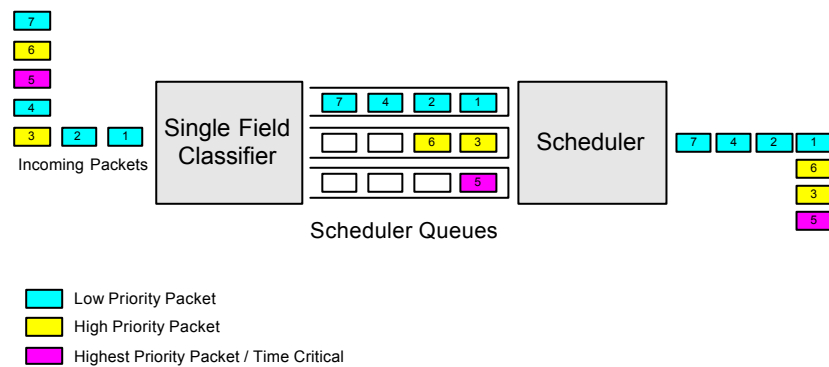 7
6
5
4
3 2 1
Incoming Packets
Single Field
Classifier
7 4 2 1
6 3
5
Scheduler Queues
Scheduler
7 4 2 1
6
3
5
Low Priority Packet
High Priority Packet
Highest Priority Packet / Time Critical